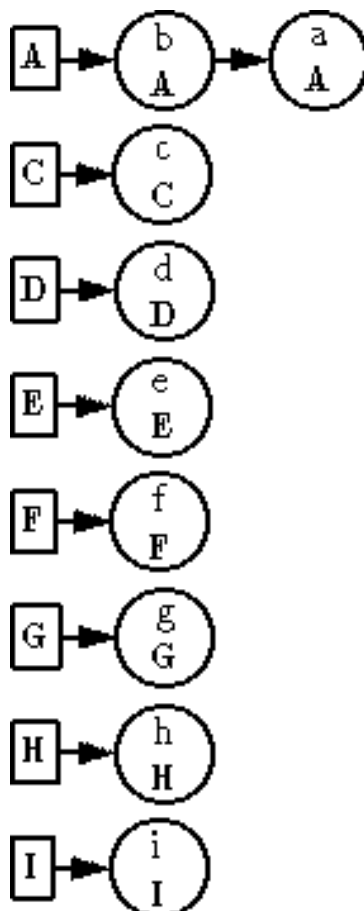 A b A a A
C c C
D d D
E e E
F f F
G g G
H h H
I i I